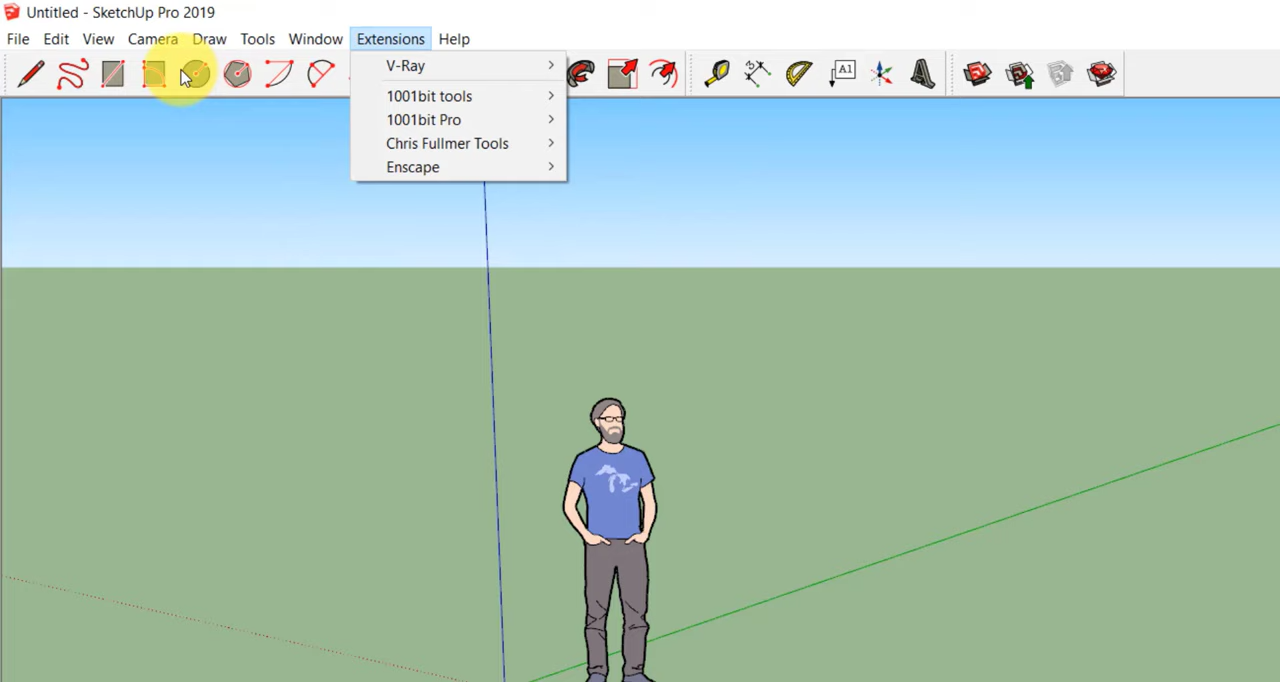 Untitled - SketchUp Pro 2019
File Edit View Camera Draw Tools Window Extensions Help
A1
V-Ray
1001bit tools
1001bit Pro
Chris Fullmer Tools
Enscape